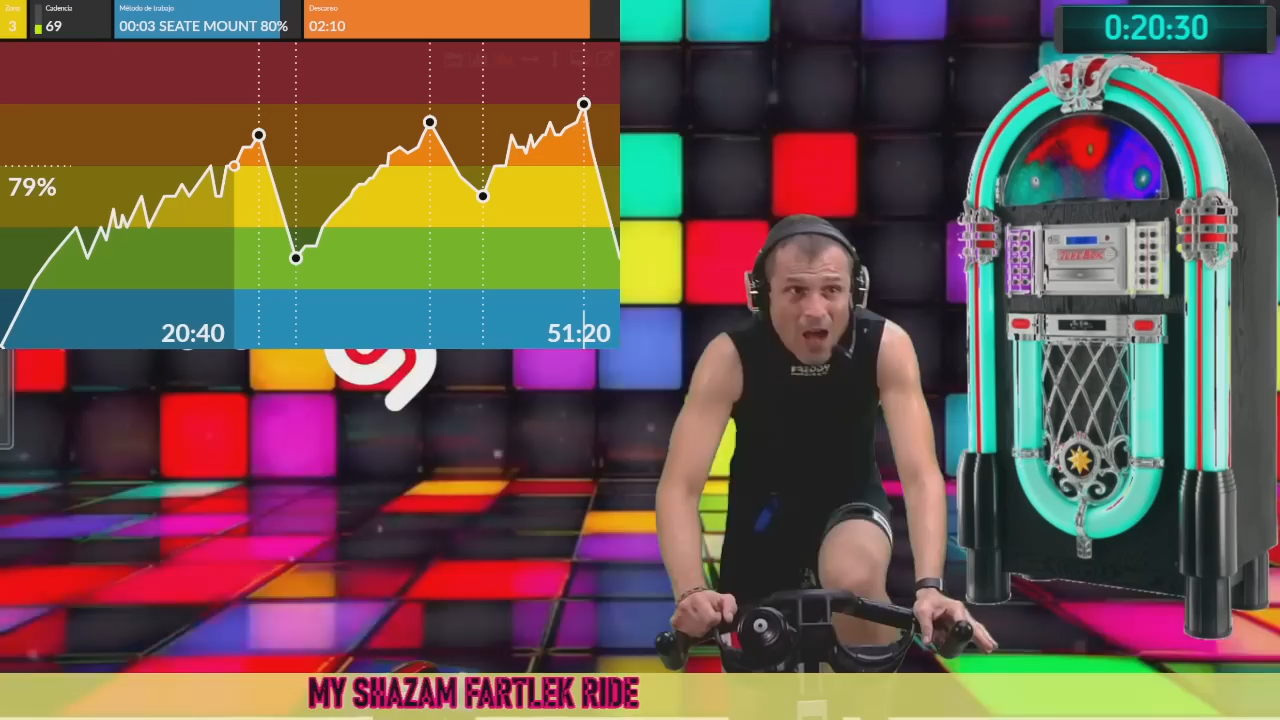 Zona
3
Cadencia
69
Método de trabajo
00:03 SEATE MOUNT 80%
Descanso
02:10
0:20:30
79%
20:40
51:20
FREDDY
MY SHAZAM FARTLEK RIDE